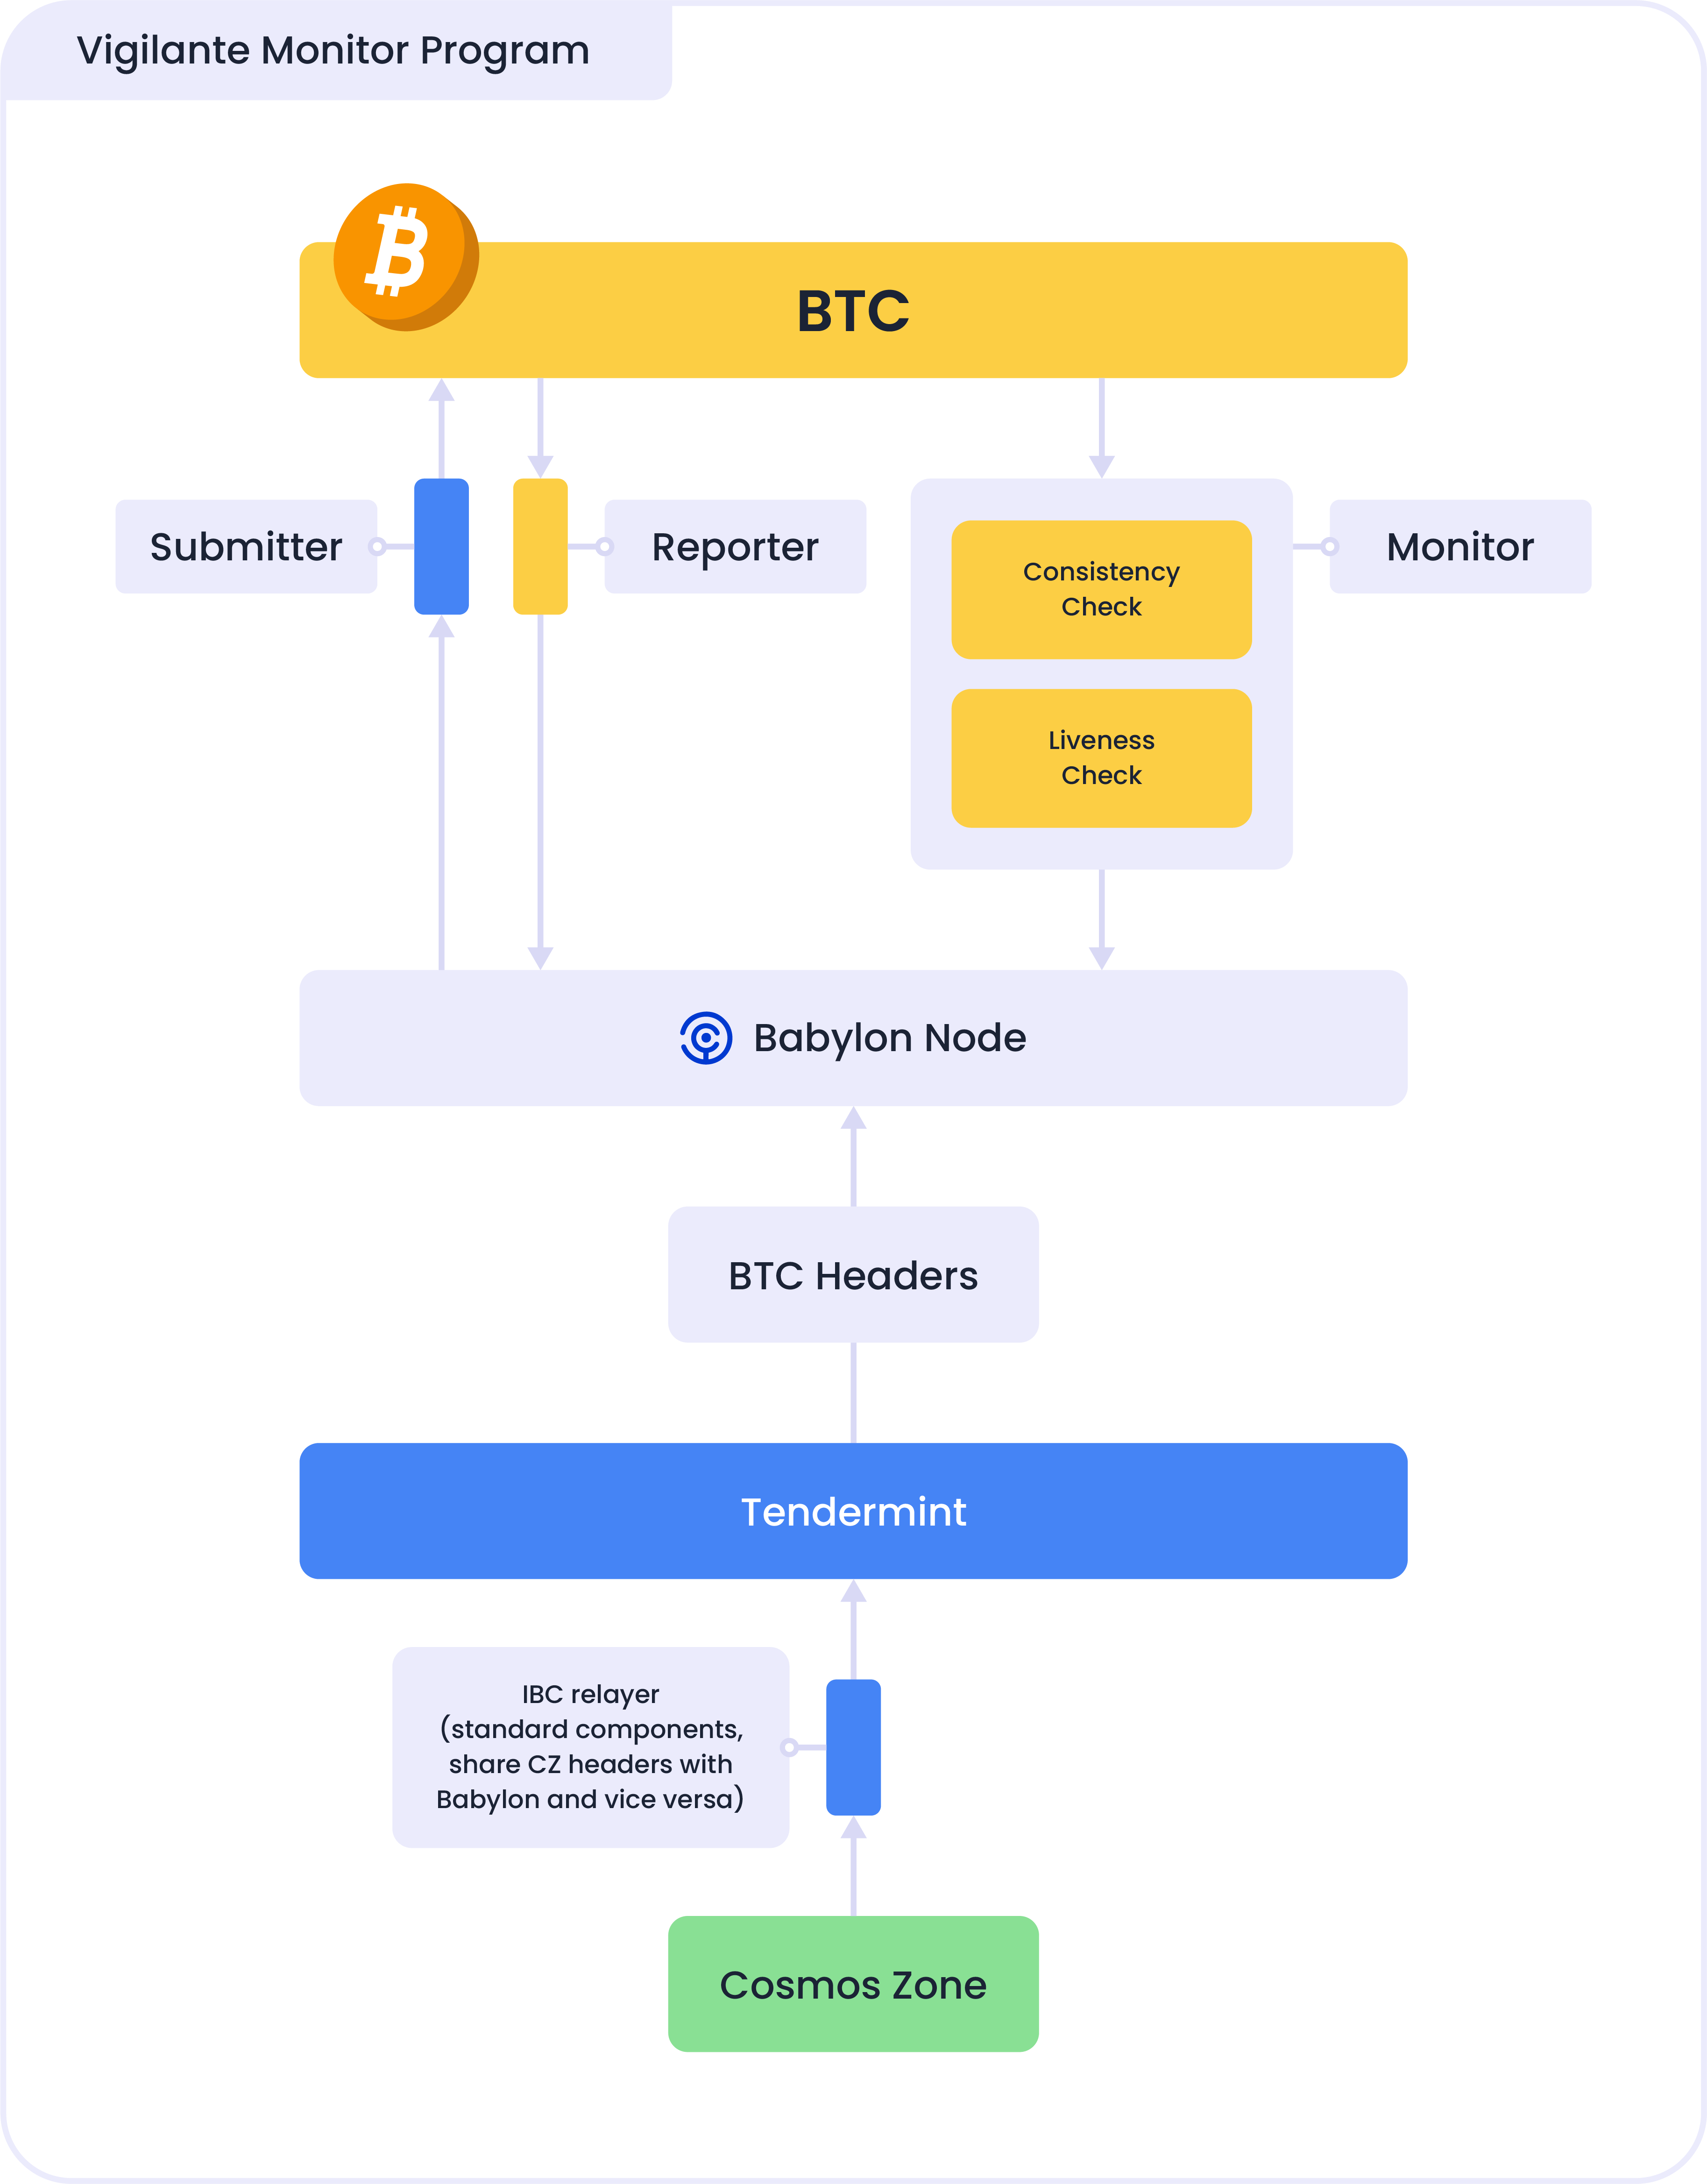 Vigilante Monitor Program
BTC
Submitter
Reporter
Monitor
Consistency
Check
Liveness
Check
Babylon Node
BTC Headers
Tendermint
IBC relayer
(standard components,
share CZ headers with
Babylon and vice versa)
Cosmos Zone